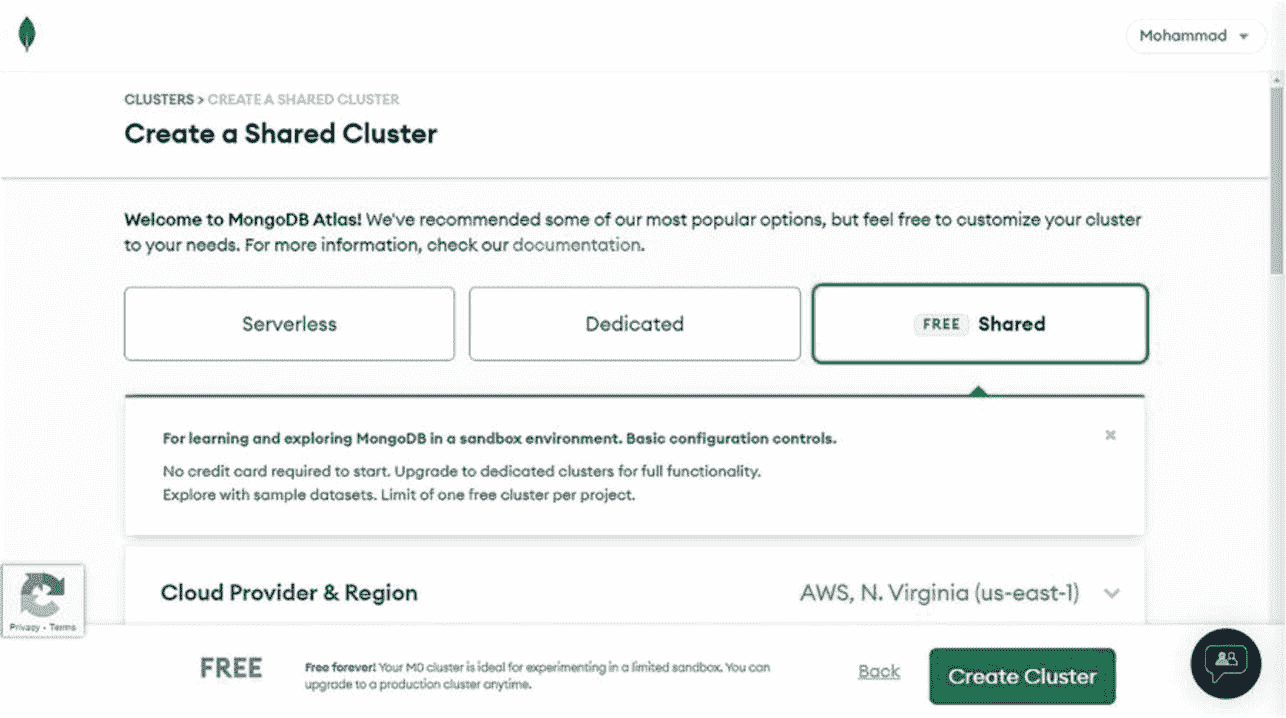 Mohammad
CLUSTERS > CREATE A SHARED CLUSTER
Create a Shared Cluster
Welcome to MongoDB Atlas! We've recommended some of our most popular options, but feel free to customize your cluster
to your needs. For more information, check our documentation.
Serverless
Dedicated
FREE Shared
For learning and exploring MongoDB in a sandbox environment. Basic configuration controls.
No credit card required to start. Upgrade to dedicated clusters for full functionality.
Explore with sample datasets. Limit of one free cluster per project.
Cloud Provider & Region
AWS, N. Virginia (us-east-1)
Privacy - Terms
FREE
Free forever! Your M0 cluster is ideal for experimenting in a limited sandbox. You can
upgrade to a production cluster anytime.
Back
Create Cluster